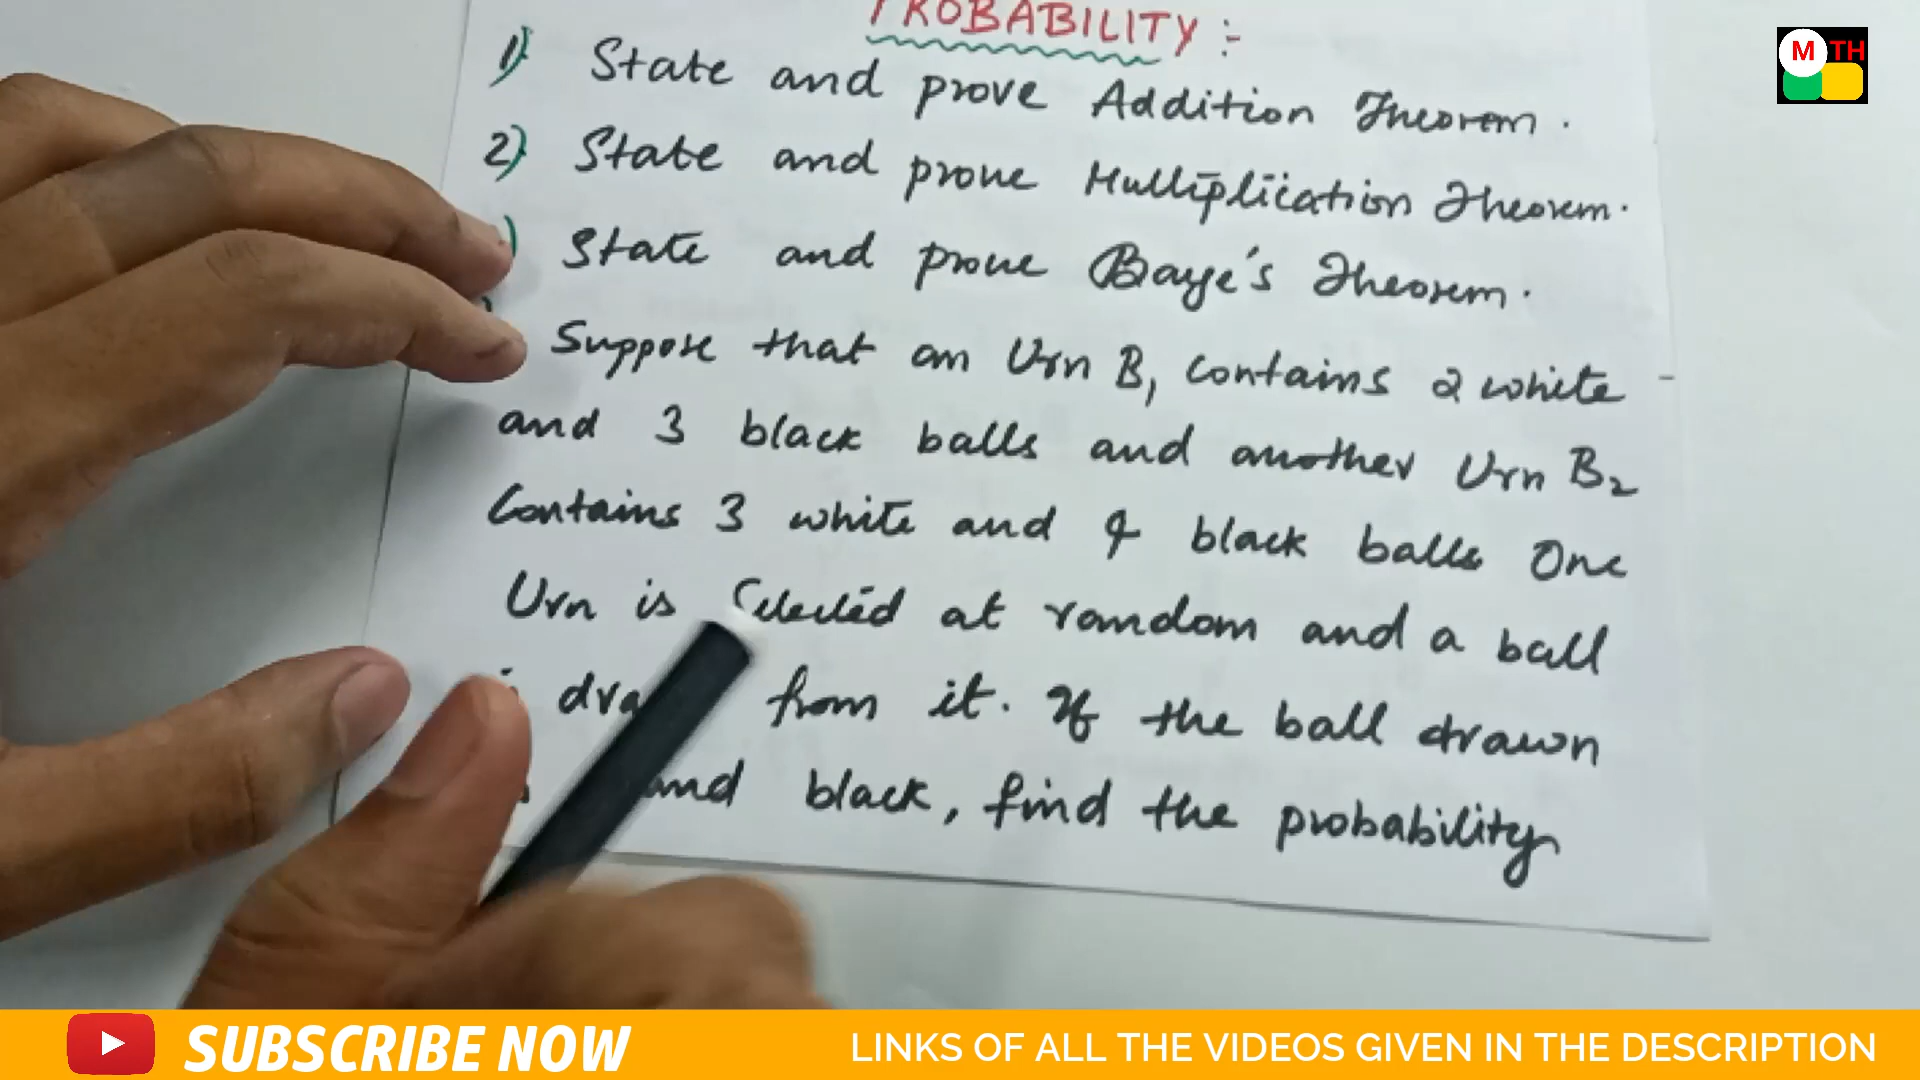 PROBABILITY :-
M TH
1) State and prove Addition Theorem.
2) State and prove Multiplication Theorem.
) State and prove Baye's Theorem.
Suppose that an Urn B1 contains 2 white -
and 3 black balls and another Urn B2
Contains 3 white and 4 black balls One
Urn is Selected at random and a ball
from it. If the ball drawn
black, find the probability
SUBSCRIBE NOW
LINKS OF ALL THE VIDEOS GIVEN IN THE DESCRIPTION